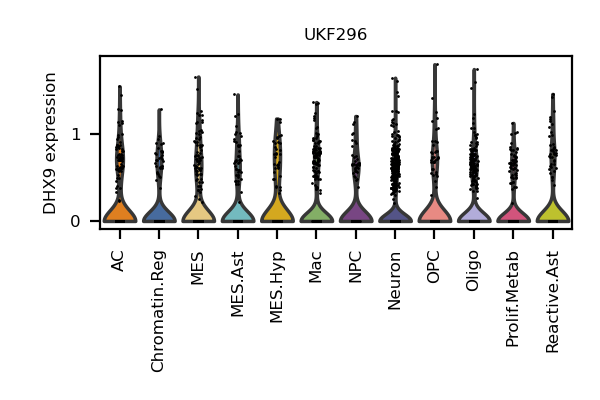 UKF296
DHX9 expression
1
0
AC
Chromatin.Reg
MES
MES.Ast
MES.Hyp
Mac
NPC
Neuron
OPC
Oligo
Prolif.Metab
Reactive.Ast